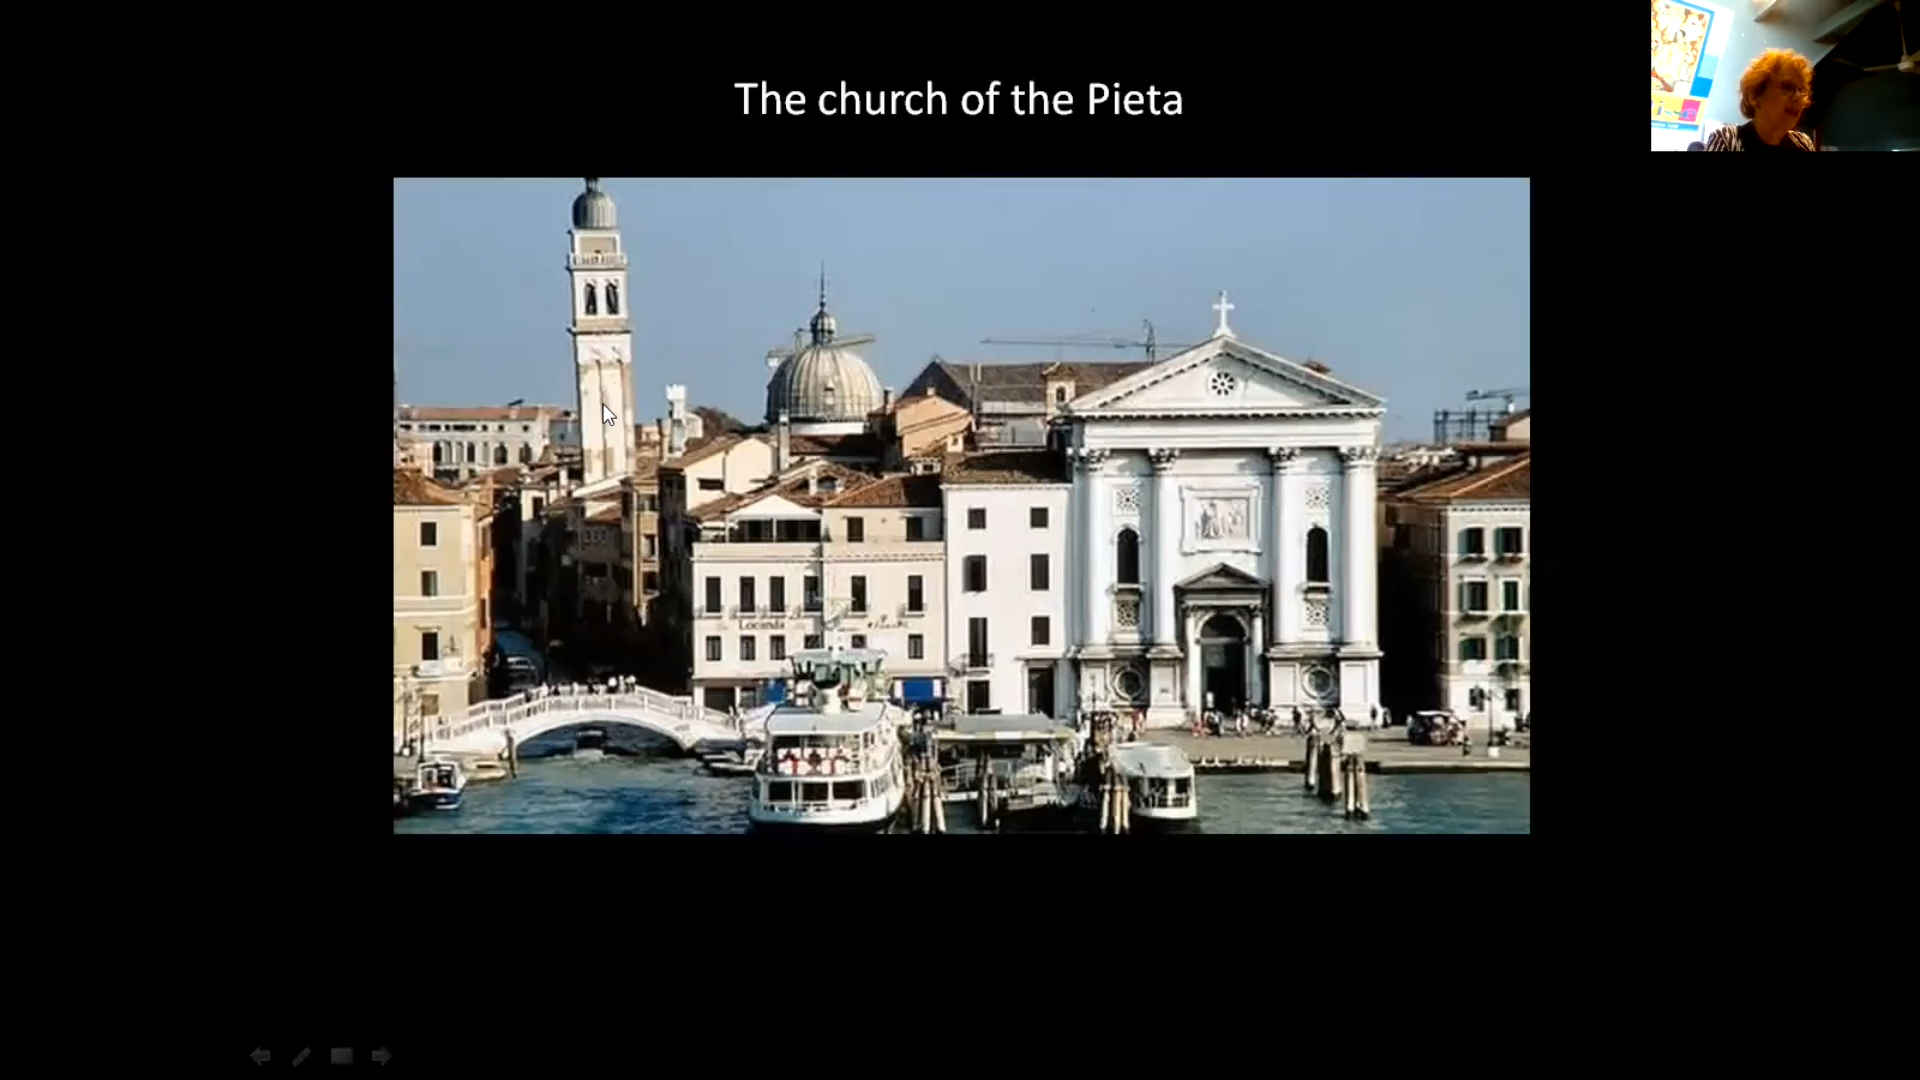 The church of the Pieta
Locanda